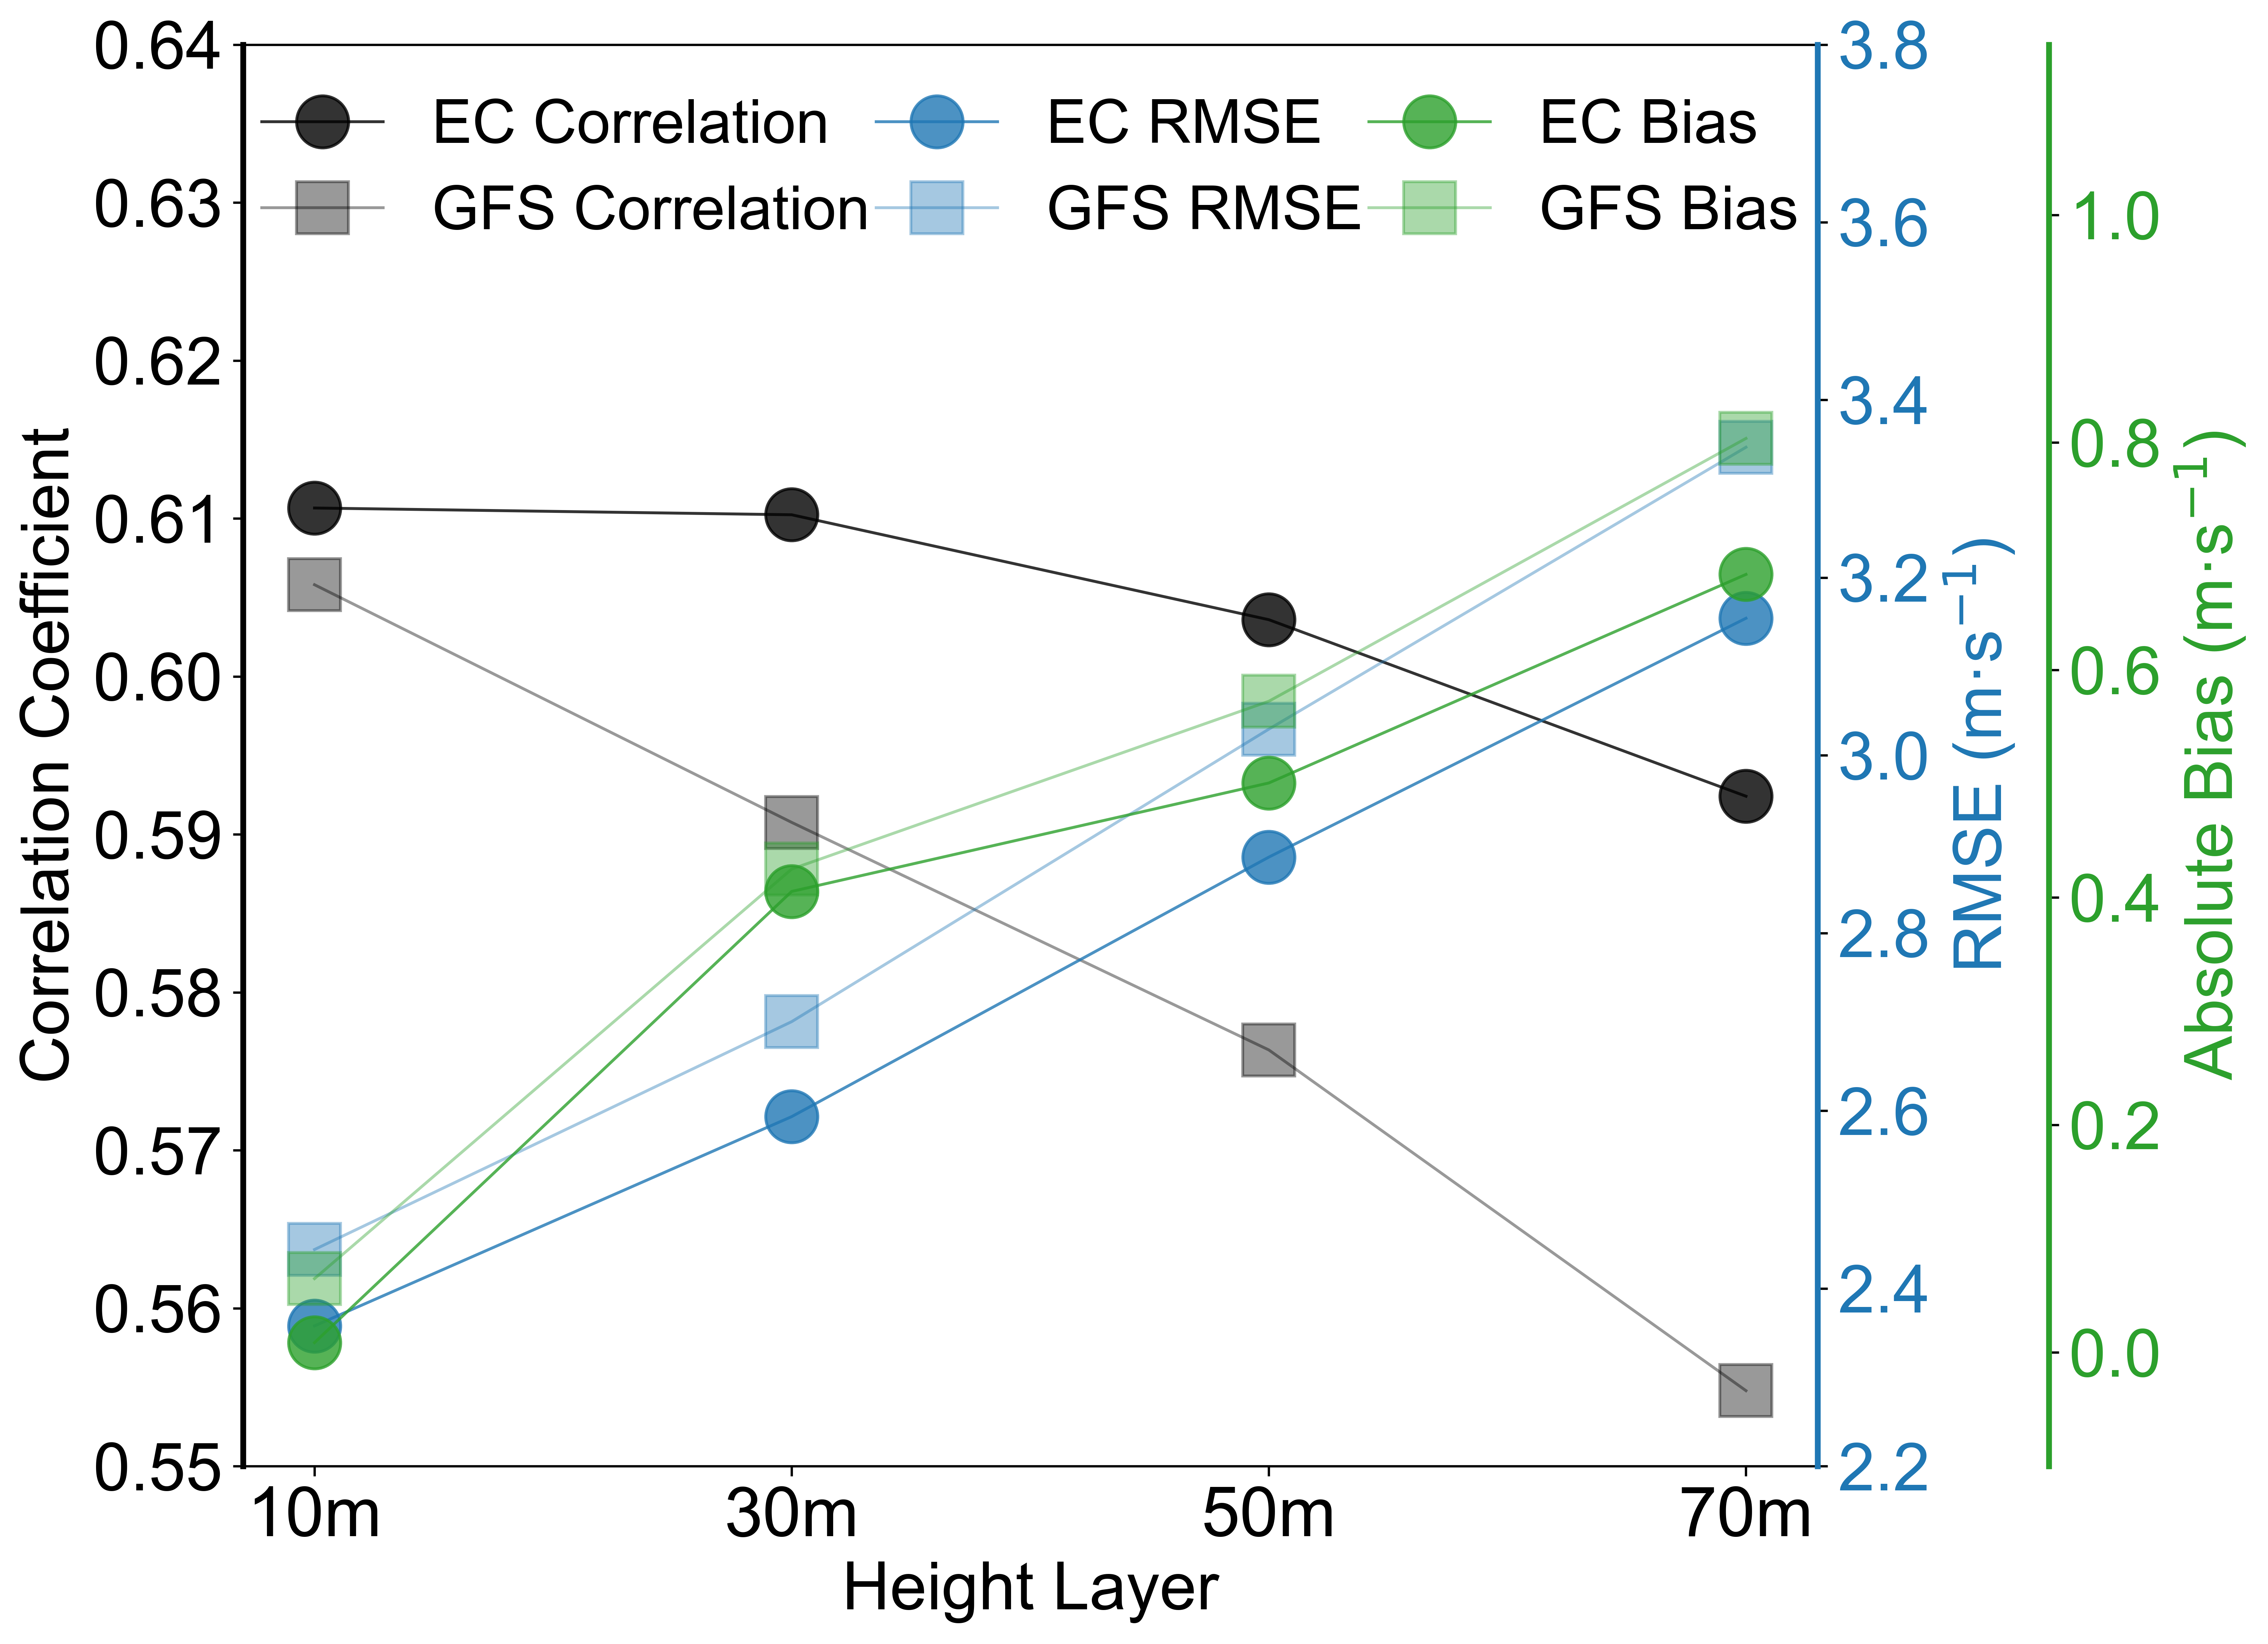 EC Correlation
EC RMSE
EC Bias
GFS Correlation
GFS RMSE
GFS Bias
Correlation Coefficient
0.64
0.63
0.62
0.61
0.60
0.59
0.58
0.57
0.56
0.55
10m
30m
50m
70m
Height Layer
3.8
3.6
3.4
3.2
3.0
2.8
2.6
2.4
2.2
RMSE (m·s⁻¹)
1.0
0.8
0.6
0.4
0.2
0.0
Absolute Bias (m·s⁻¹)